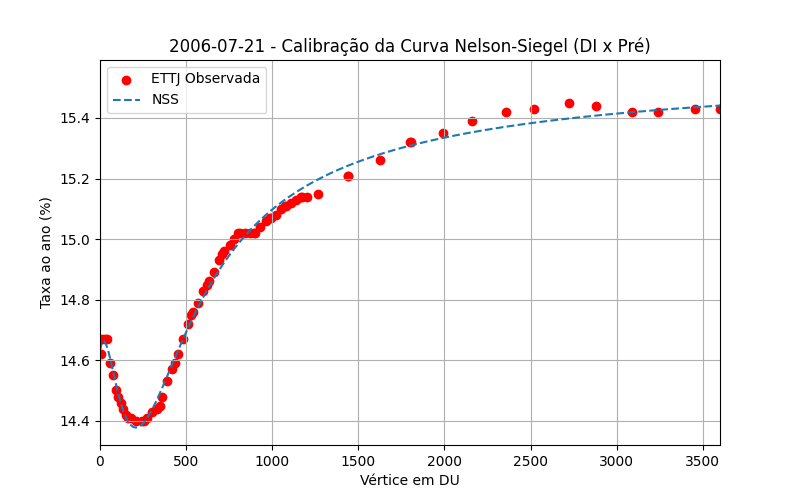 2006-07-21 - Calibração da Curva Nelson-Siegel (DI x Pré)
ETTJ Observada
NSS
Taxa ao ano (%)
15.4
15.2
15.0
14.8
14.6
14.4
0 500 1000 1500 2000 2500 3000 3500
Vértice em DU